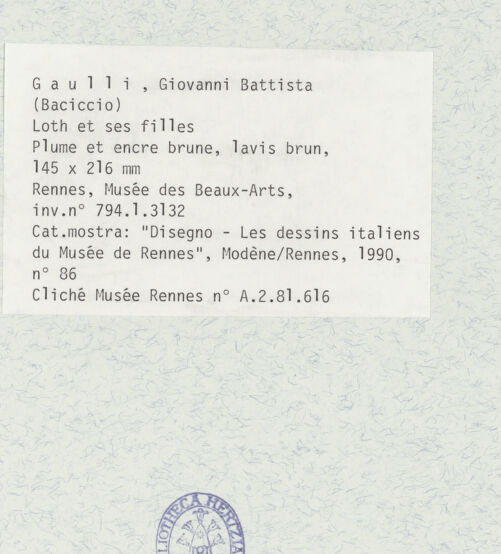 G a u l l i , Giovanni Battista
(Baciccio)
Loth et ses filles
Plume et encre brune, lavis brun,
145 x 216 mm
Rennes, Musée des Beaux-Arts,
inv.n° 794.1.3132
Cat.mostra: "Disegno - Les dessins italiens
du Musée de Rennes", Modène/Rennes, 1990,
n° 86
Cliché Musée Rennes n° A.2.81.616
LIOTHECA HERTZIA